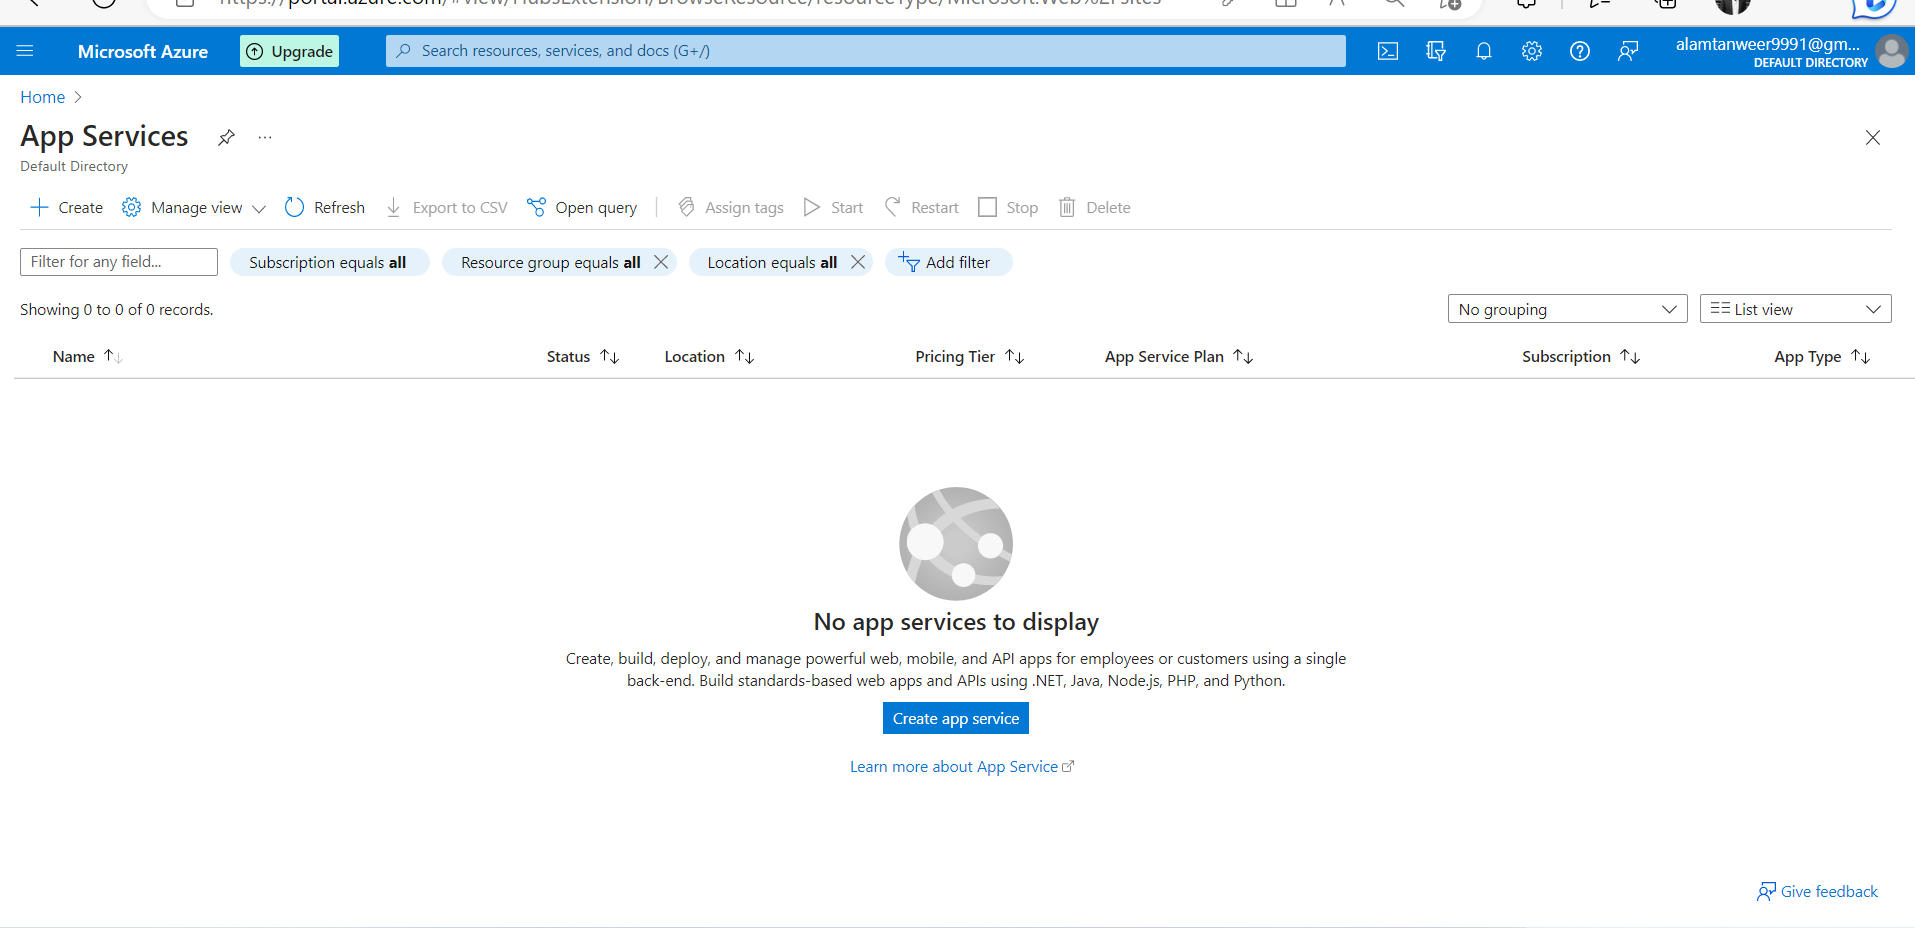 https://portal.azure.com/#view/HubsExtension/BrowseResource/resourceType/Microsoft.Web%2Fsites
Microsoft Azure
Upgrade
Search resources, services, and docs (G+/)
alamtanweer9991@gm...
DEFAULT DIRECTORY
Home
App Services
Default Directory
Create Manage view Refresh Export to CSV Open query Assign tags Start Restart Stop Delete
Filter for any field... Subscription equals all Resource group equals all Location equals all Add filter
Showing 0 to 0 of 0 records.
No grouping
List view
Name Status Location Pricing Tier App Service Plan Subscription App Type
No app services to display
Create, build, deploy, and manage powerful web, mobile, and API apps for employees or customers using a single
back-end. Build standards-based web apps and APIs using .NET, Java, Node.js, PHP, and Python.
Create app service
Learn more about App Service
Give feedback